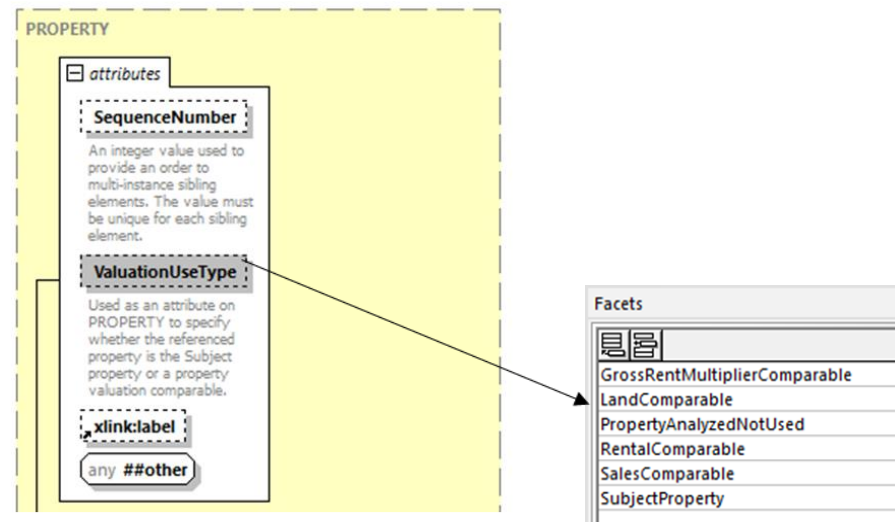 PROPERTY
attributes
SequenceNumber
An integer value used to
provide an order to
multi-instance sibling
elements. The value must
be unique for each sibling
element.
ValuationUseType
Used as an attribute on
PROPERTY to specify
whether the referenced
property is the Subject
property or a property
valuation comparable.
xlink:label
any ##other
Facets
GrossRentMultiplierComparable
LandComparable
PropertyAnalyzedNotUsed
RentalComparable
SalesComparable
SubjectProperty